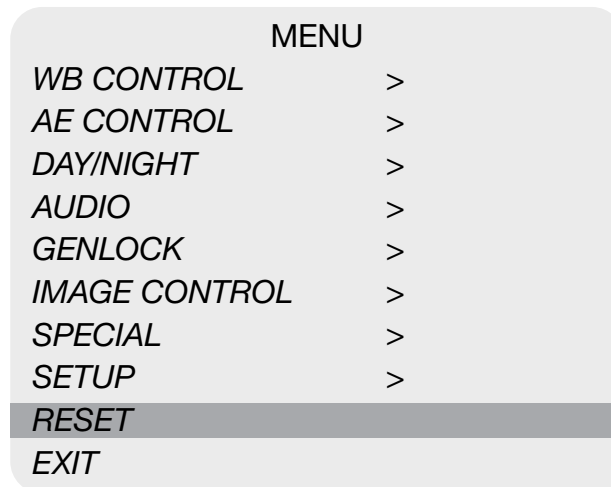 MENU
WB CONTROL >
AE CONTROL >
DAY/NIGHT >
AUDIO >
GENLOCK >
IMAGE CONTROL >
SPECIAL >
SETUP >
RESET
EXIT